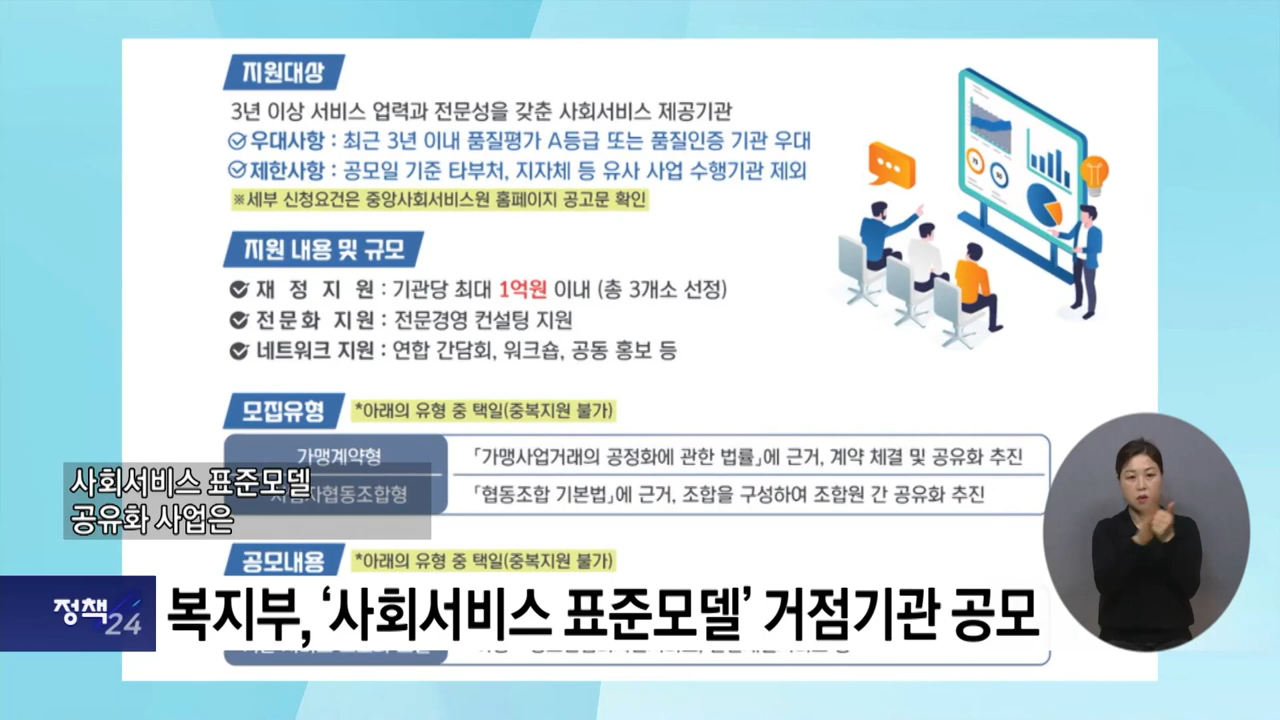 지원대상
3년 이상 서비스 업력과 전문성을 갖춘 사회서비스 제공기관
우대사항 : 최근 3년 이내 품질평가 A등급 또는 품질인증 기관 우대
제한사항 : 공모일 기준 타부처, 지자체 등 유사 사업 수행기관 제외
※세부 신청요건은 중앙사회서비스원 홈페이지 공고문 확인
지원 내용 및 규모
재 정 지 원 : 기관당 최대 1억원 이내 (총 3개소 선정)
전문화 지원 : 전문경영 컨설팅 지원
네트워크 지원 : 연합 간담회, 워크숍, 공동 홍보 등
모집유형 *아래의 유형 중 택일(중복지원 불가)
가맹계약형 「가맹사업거래의 공정화에 관한 법률」에 근거, 계약 체결 및 공유화 추진
「협동조합 기본법」에 근거, 조합을 구성하여 조합원 간 공유화 추진
사회서비스 표준모델
공유화 사업은
공모내용 *아래의 유형 중 택일(중복지원 불가)
정책24
복지부, ‘사회서비스 표준모델’ 거점기관 공모